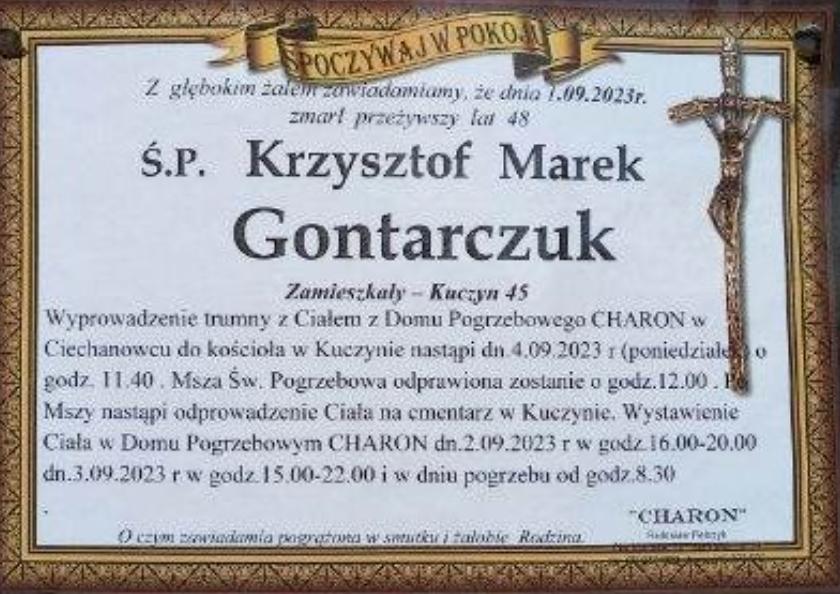 SPOCZYWAJ W POKOJU
Z głębokim żalem zawiadamiamy, że dnia 1.09.2023r.
zmarł przeżywszy lat 48
Ś.P. Krzysztof Marek
Gontarczuk
Zamieszkały – Kuczyn 45
Wyprowadzenie trumny z Ciałem z Domu Pogrzebowego CHARON w
Ciechanowcu do kościoła w Kuczynie nastąpi dn.4.09.2023 r (poniedziałek) o
godz. 11.40 . Msza Św. Pogrzebowa odprawiona zostanie o godz.12.00 . Po
Mszy nastąpi odprowadzenie Ciała na cmentarz w Kuczynie. Wystawienie
Ciała w Domu Pogrzebowym CHARON dn.2.09.2023 r w godz.16.00-20.00
dn.3.09.2023 r w godz.15.00-22.00 i w dniu pogrzebu od godz.8.30
O czym zawiadamia pogrążona w smutku i żałobie Rodzina.
"CHARON"